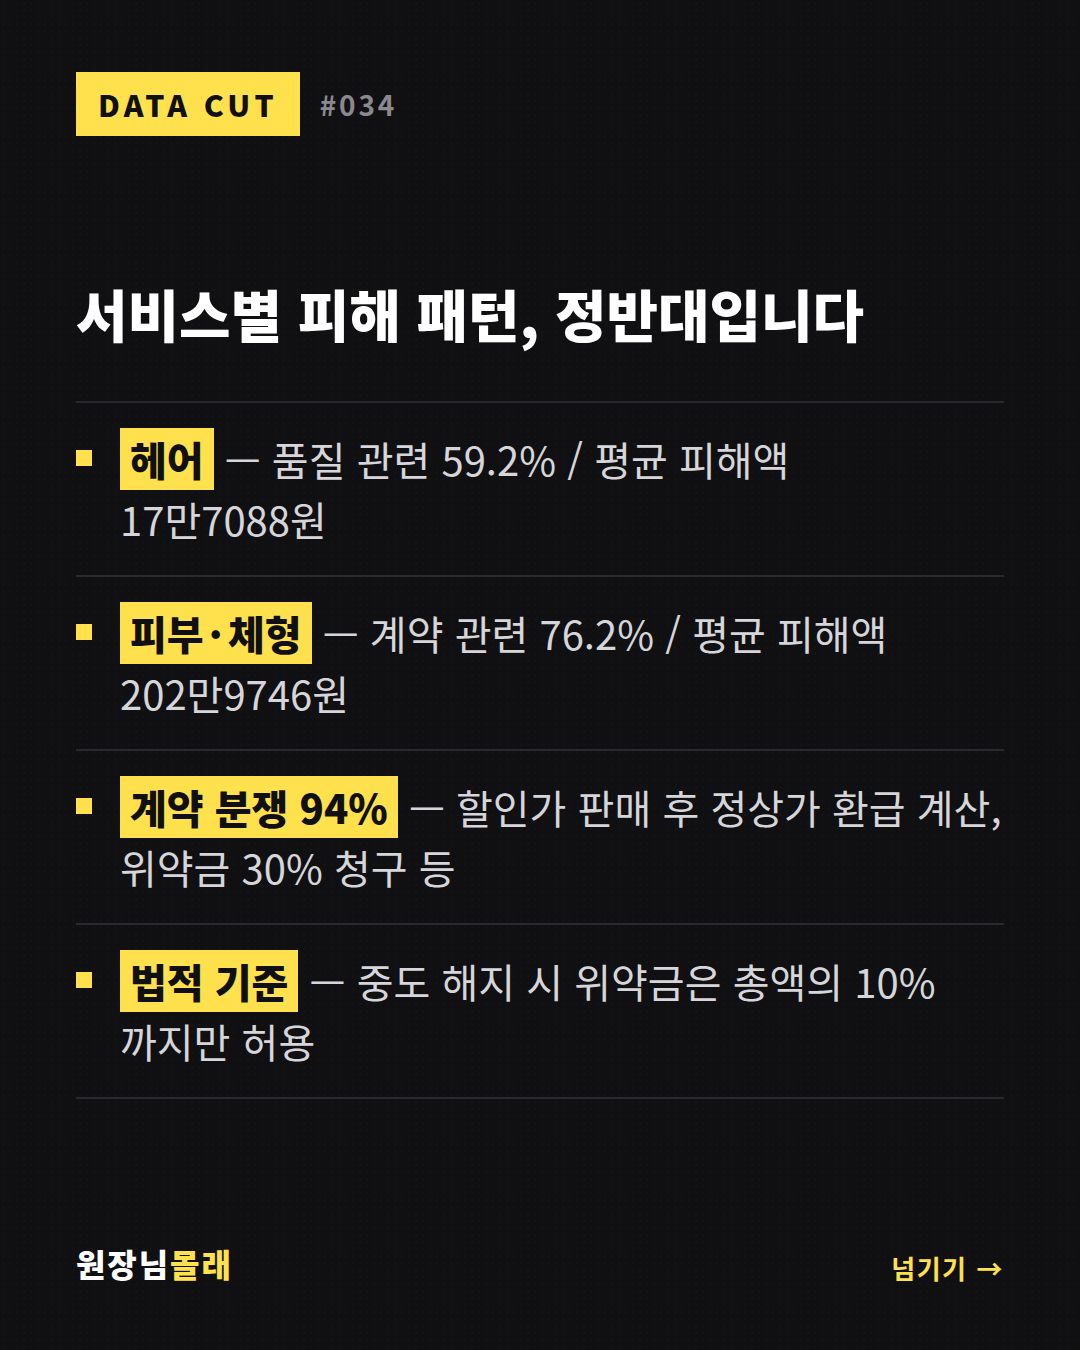 DATA CUT #034
서비스별 피해 패턴, 정반대입니다
헤어 — 품질 관련 59.2% / 평균 피해액
17만7088원
피부·체형 — 계약 관련 76.2% / 평균 피해액
202만9746원
계약 분쟁 94% — 할인가 판매 후 정상가 환급 계산,
위약금 30% 청구 등
법적 기준 — 중도 해지 시 위약금은 총액의 10%
까지만 허용
원장님몰래
넘기기 →